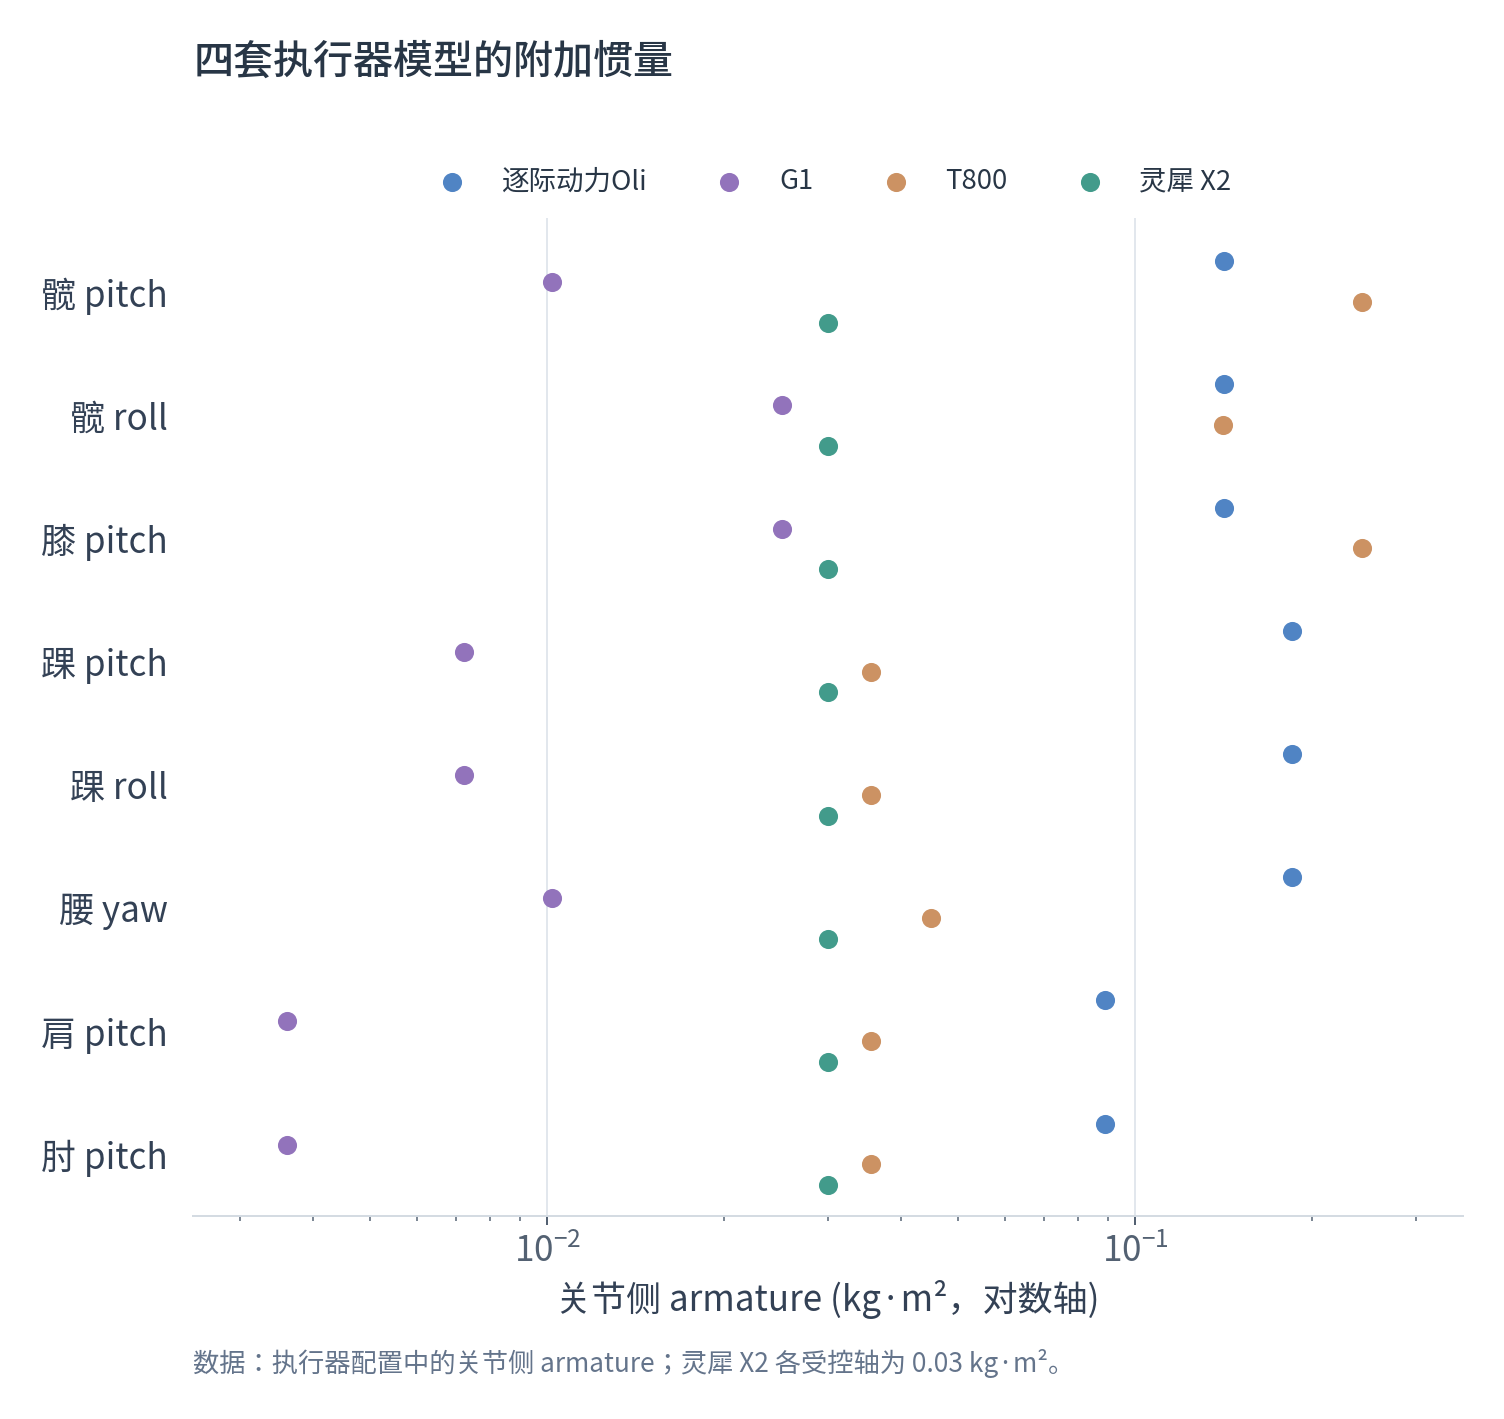 四套执行器模型的附加惯量
逐际动力Oli G1 T800 灵犀 X2
髋 pitch
髋 roll
膝 pitch
踝 pitch
踝 roll
腰 yaw
肩 pitch
肘 pitch
10⁻² 10⁻¹
关节侧 armature (kg·m²，对数轴)
数据：执行器配置中的关节侧 armature；灵犀 X2 各受控轴为 0.03 kg·m²。